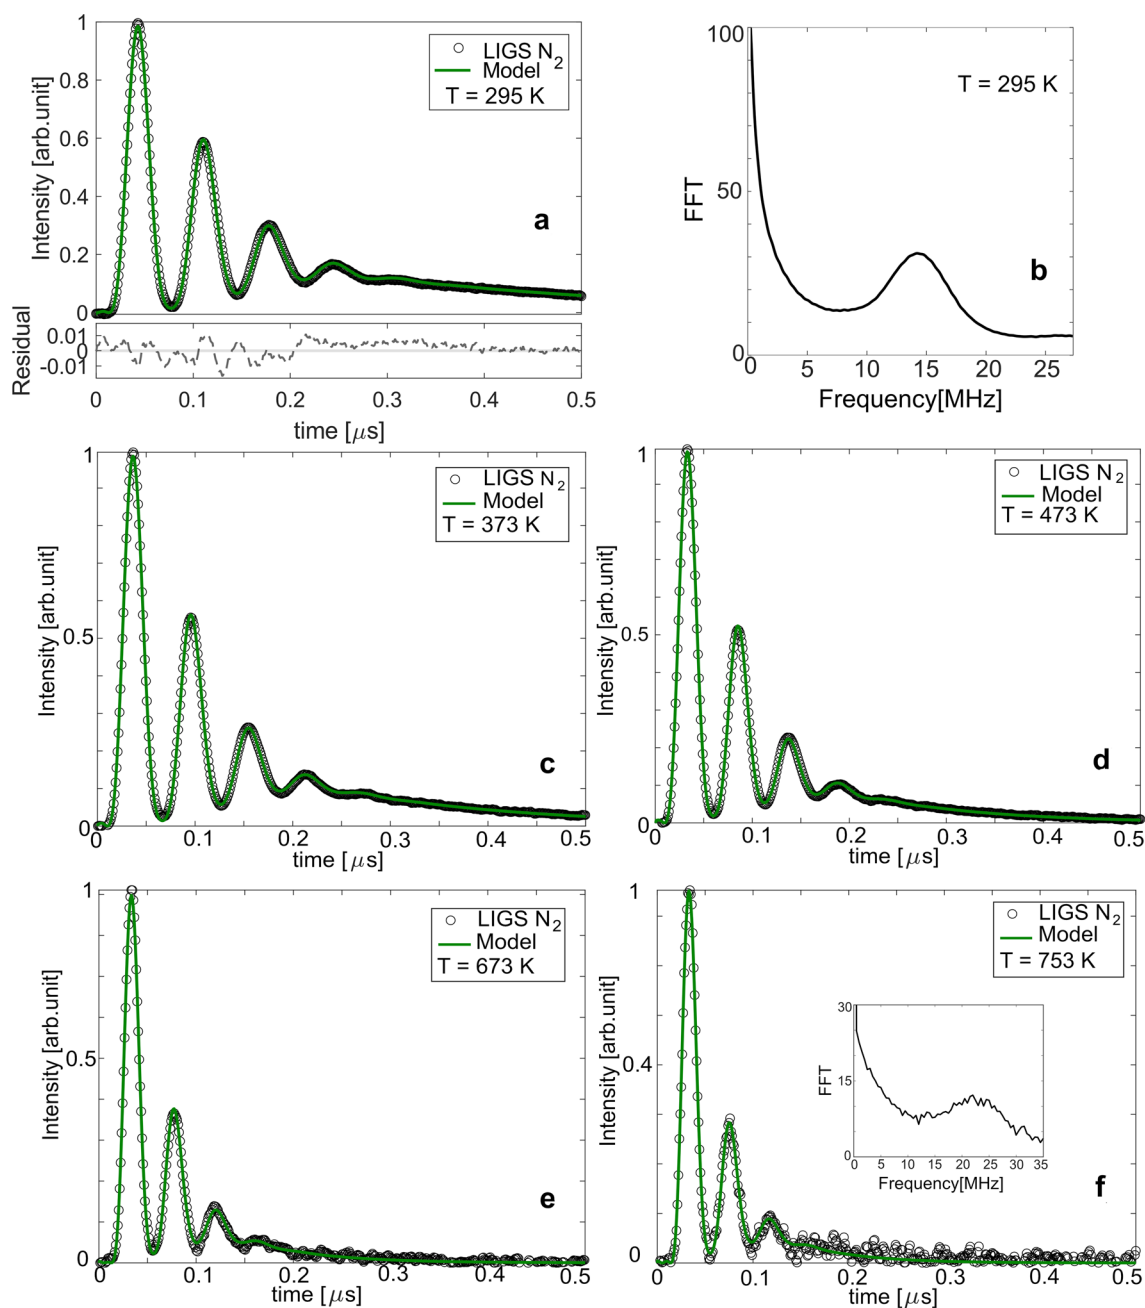 1
0.8
0.6
0.4
0.2
0
Intensity [arb.unit]
LIGS N2
Model
T = 295 K
a
0.01
0
-0.01
Residual
0
0.1
0.2
0.3
0.4
0.5
time [μs]
100
50
0
FFT
T = 295 K
b
0
5
10
15
20
25
Frequency[MHz]
1
0.5
0
Intensity [arb.unit]
LIGS N2
Model
T = 373 K
c
0
0.1
0.2
0.3
0.4
0.5
time [μs]
1
0.5
0
Intensity [arb.unit]
LIGS N2
Model
T = 473 K
d
0
0.1
0.2
0.3
0.4
0.5
time [μs]
1
0.5
0
Intensity [arb.unit]
LIGS N2
Model
T = 673 K
e
0
0.1
0.2
0.3
0.4
0.5
time [μs]
1
0.4
0
Intensity [arb.unit]
LIGS N2
Model
T = 753 K
30
15
0
FFT
0
5
10
15
20
25
30
35
Frequency[MHz]
f
0
0.1
0.2
0.3
0.4
0.5
time [μs]